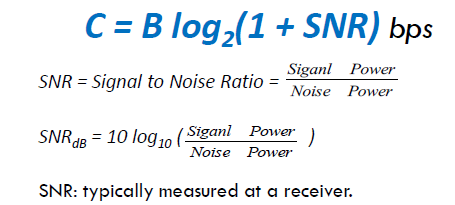 C = B log₂(1 + SNR) bps
SNR = Signal to Noise Ratio = Siganl Power / Noise Power
SNR_dB = 10 log₁₀ ( Siganl Power / Noise Power )
SNR: typically measured at a receiver.